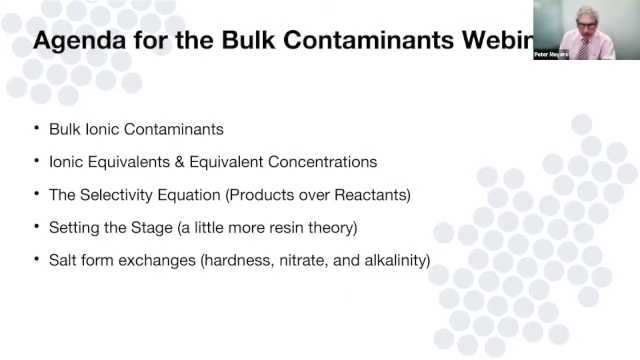 Agenda for the Bulk Contaminants Webin
Peter Meyers
• Bulk Ionic Contaminants
• Ionic Equivalents & Equivalent Concentrations
• The Selectivity Equation (Products over Reactants)
• Setting the Stage (a little more resin theory)
• Salt form exchanges (hardness, nitrate, and alkalinity)